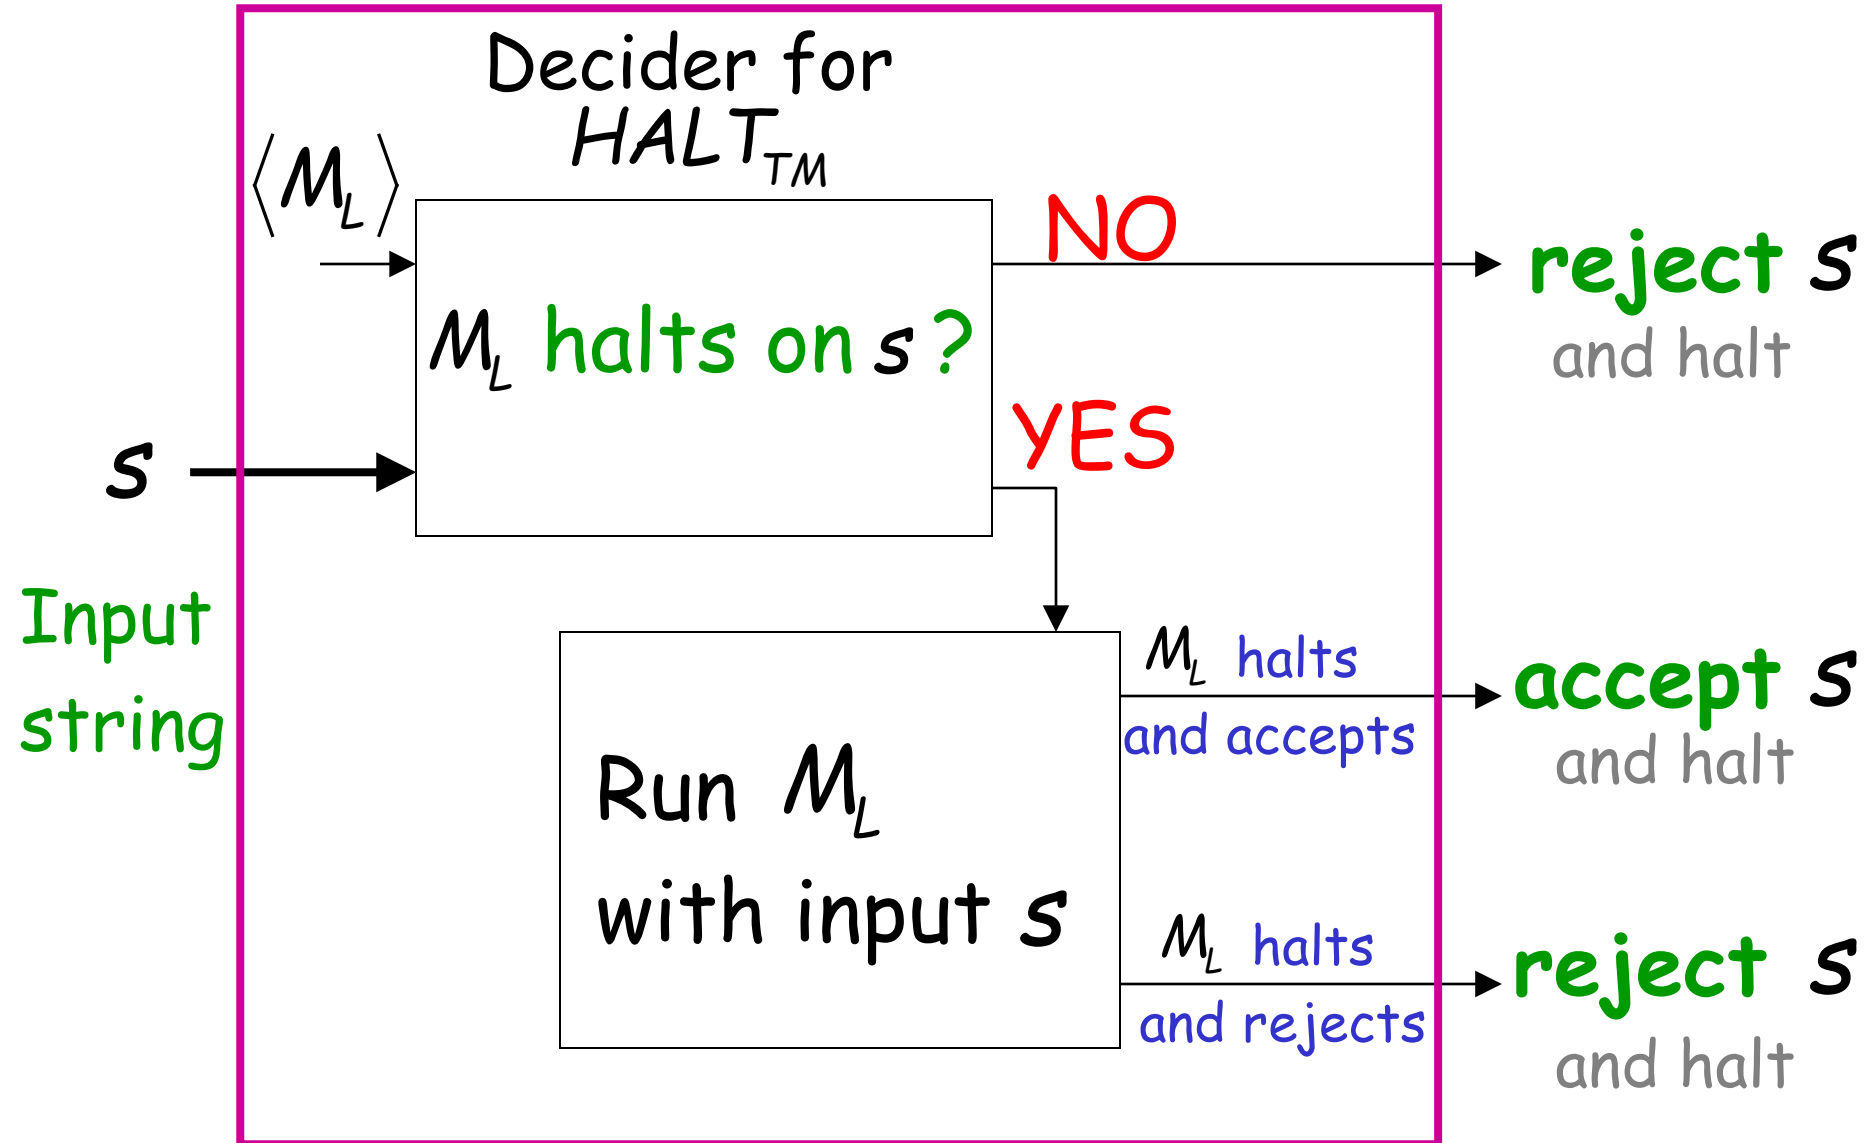 Decider for
HALT_TM
⟨M_L⟩
NO
reject s
and halt
M_L halts on s ?
YES
s
Input
string
M_L halts
and accepts
accept s
and halt
Run M_L
with input s
M_L halts
and rejects
reject s
and halt